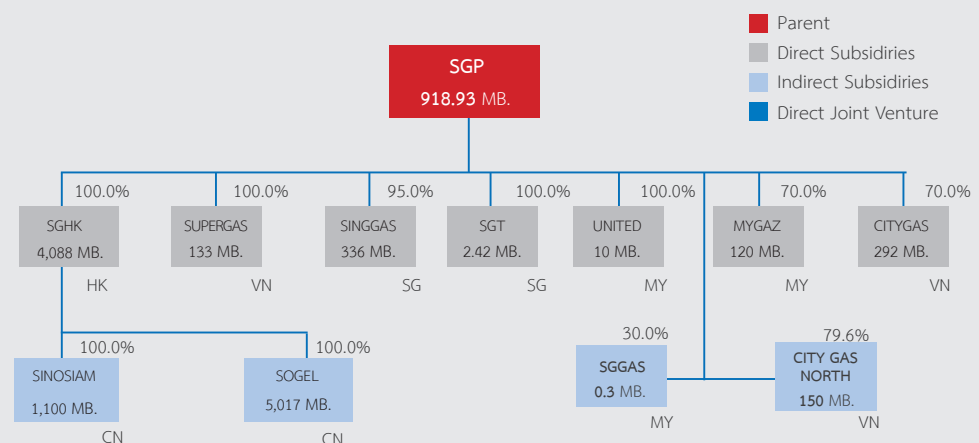 Parent
Direct Subsidiries
Indirect Subsidiries
Direct Joint Venture
SGP
918.93 MB.
100.0%
100.0%
95.0%
100.0%
100.0%
70.0%
70.0%
SGHK
4,088 MB.
SUPERGAS
133 MB.
SINGGAS
336 MB.
SGT
2.42 MB.
UNITED
10 MB.
MYGAZ
120 MB.
CITYGAS
292 MB.
HK
VN
SG
SG
MY
MY
VN
100.0%
100.0%
30.0%
79.6%
SINOSIAM
1,100 MB.
SOGEL
5,017 MB.
SGGAS
0.3 MB.
CITY GAS
NORTH
150 MB.
CN
CN
MY
VN